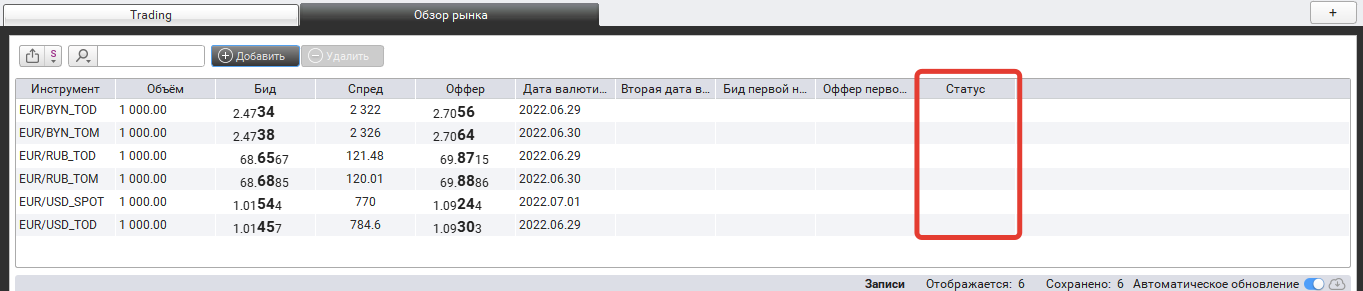 Trading Обзор рынка +
S Добавить Удалить
Инструмент Объём Бид Спред Оффер Дата валюти... Вторая дата в... Бид первой н... Оффер перво... Статус
EUR/BYN_TOD 1 000.00 2.4734 2 322 2.7056 2022.06.29
EUR/BYN_TOM 1 000.00 2.4738 2 326 2.7064 2022.06.30
EUR/RUB_TOD 1 000.00 68.6567 121.48 69.8715 2022.06.29
EUR/RUB_TOM 1 000.00 68.6885 120.01 69.8886 2022.06.30
EUR/USD_SPOT 1 000.00 1.01544 770 1.09244 2022.07.01
EUR/USD_TOD 1 000.00 1.01457 784.6 1.09303 2022.06.29
Записи Отображается: 6 Сохранено: 6 Автоматическое обновление